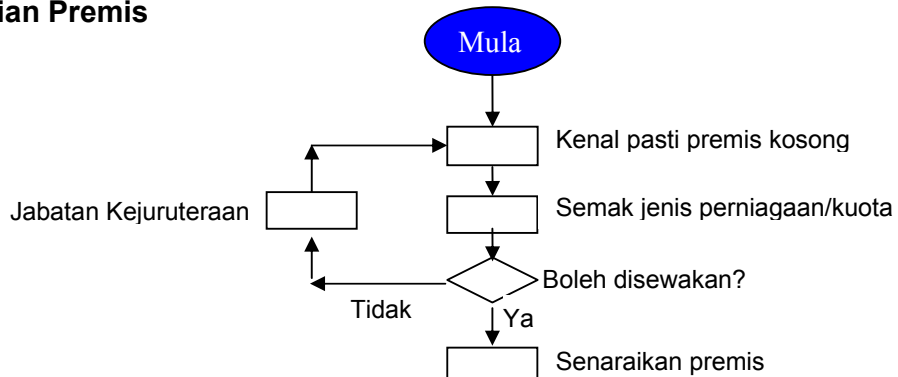 ian Premis
Mula
Kenal pasti premis kosong
Jabatan Kejuruteraan
Semak jenis perniagaan/kuota
Boleh disewakan?
Tidak
Ya
Senaraikan premis